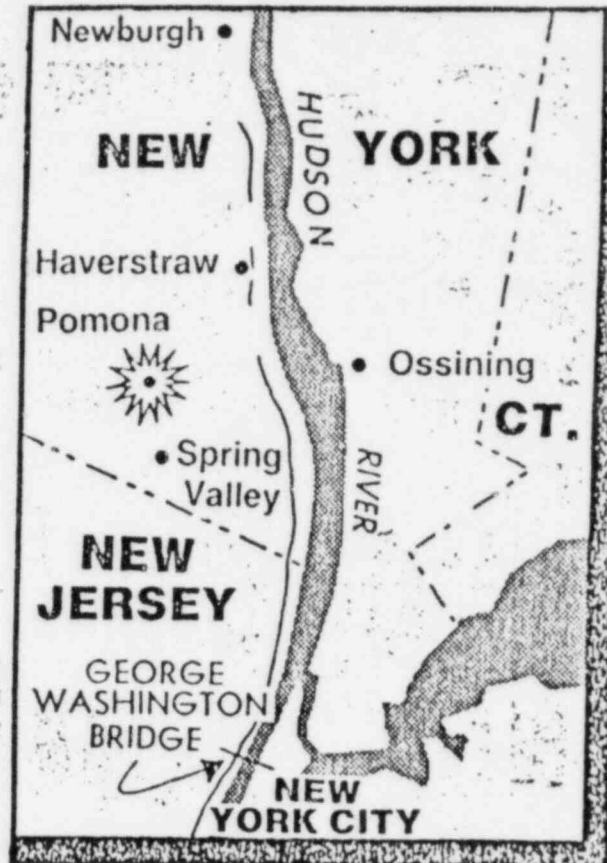 Newburgh
HUDSON
NEW YORK
Haverstraw
Pomona
Ossining
CT.
Spring
Valley
RIVER
NEW
JERSEY
GEORGE
WASHINGTON
BRIDGE
NEW
YORK CITY